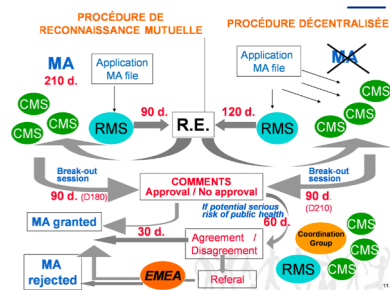 PROCÉDURE DE
RECONNAISSANCE MUTUELLE
PROCÉDURE DÉCENTRALISÉE
MA
210 d.
Application
MA file
Application
MA file
MA
CMS
CMS
CMS
RMS
90 d.
R.E.
120 d.
RMS
CMS
CMS
CMS
Break-out
session
90 d. (D180)
COMMENTS
Approval / No approval
Break-out
session
90 d.
(D210)
If potential serious
risk of public health
MA granted
30 d.
60 d.
Agreement /
Disagreement
Coordination
Group
CMS
CMS
CMS
RMS
MA
rejected
EMEA
Referal